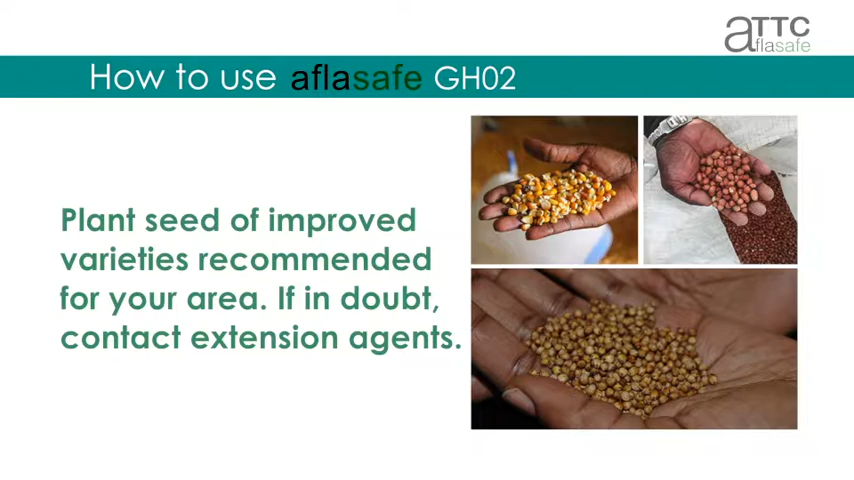 aTTC
aflasafe
How to use aflasafe GH02
Plant seed of improved
varieties recommended
for your area. If in doubt,
contact extension agents.